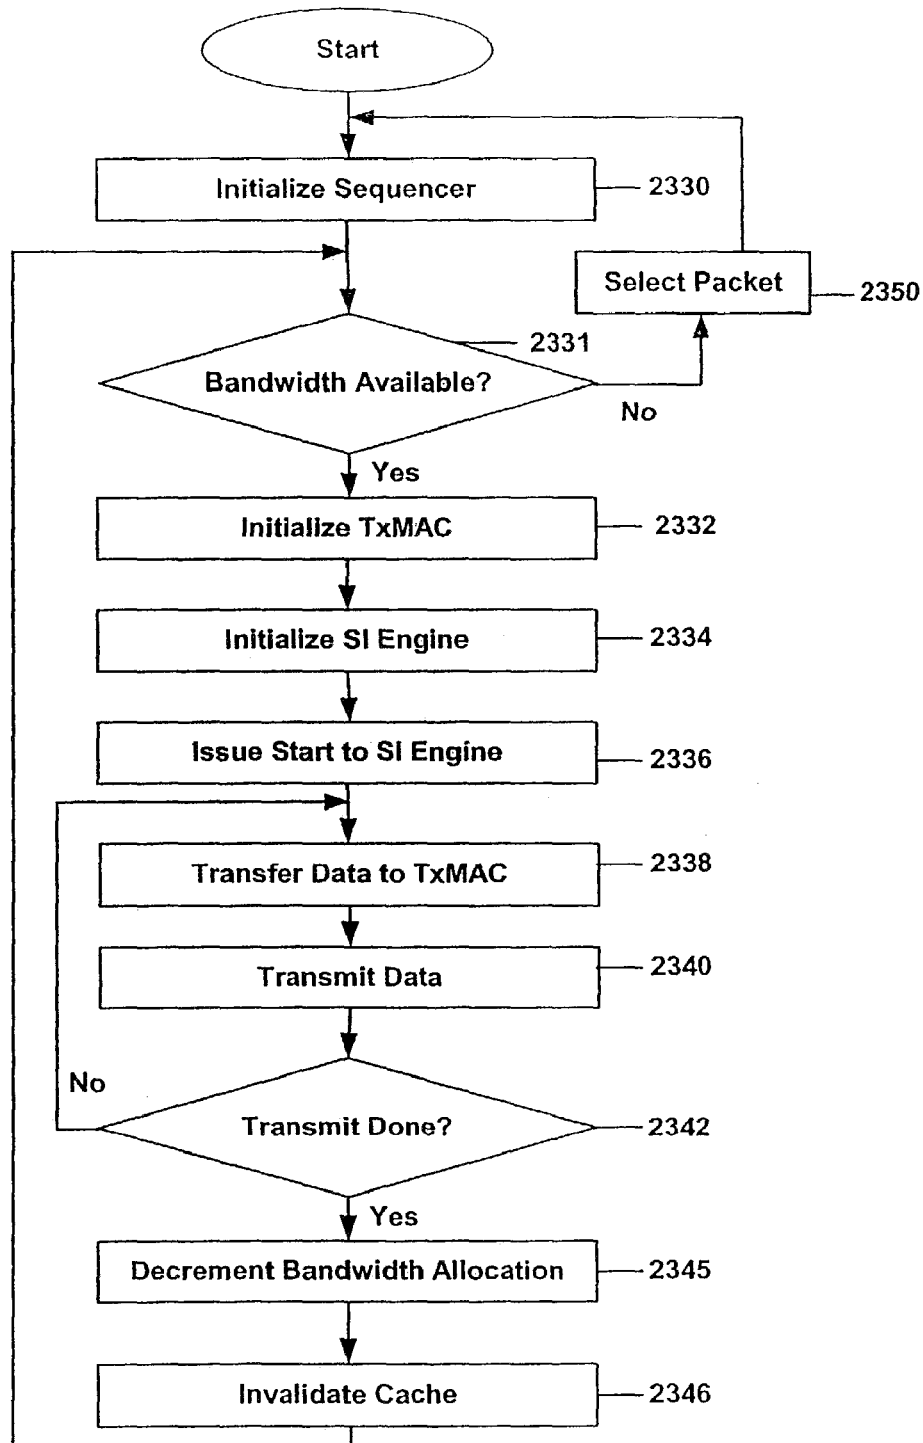 Start
Initialize Sequencer
2330
Select Packet
2350
2331
Bandwidth Available?
No
Yes
Initialize TxMAC
2332
Initialize SI Engine
2334
Issue Start to SI Engine
2336
Transfer Data to TxMAC
2338
Transmit Data
2340
No
Transmit Done?
2342
Yes
Decrement Bandwidth Allocation
2345
Invalidate Cache
2346